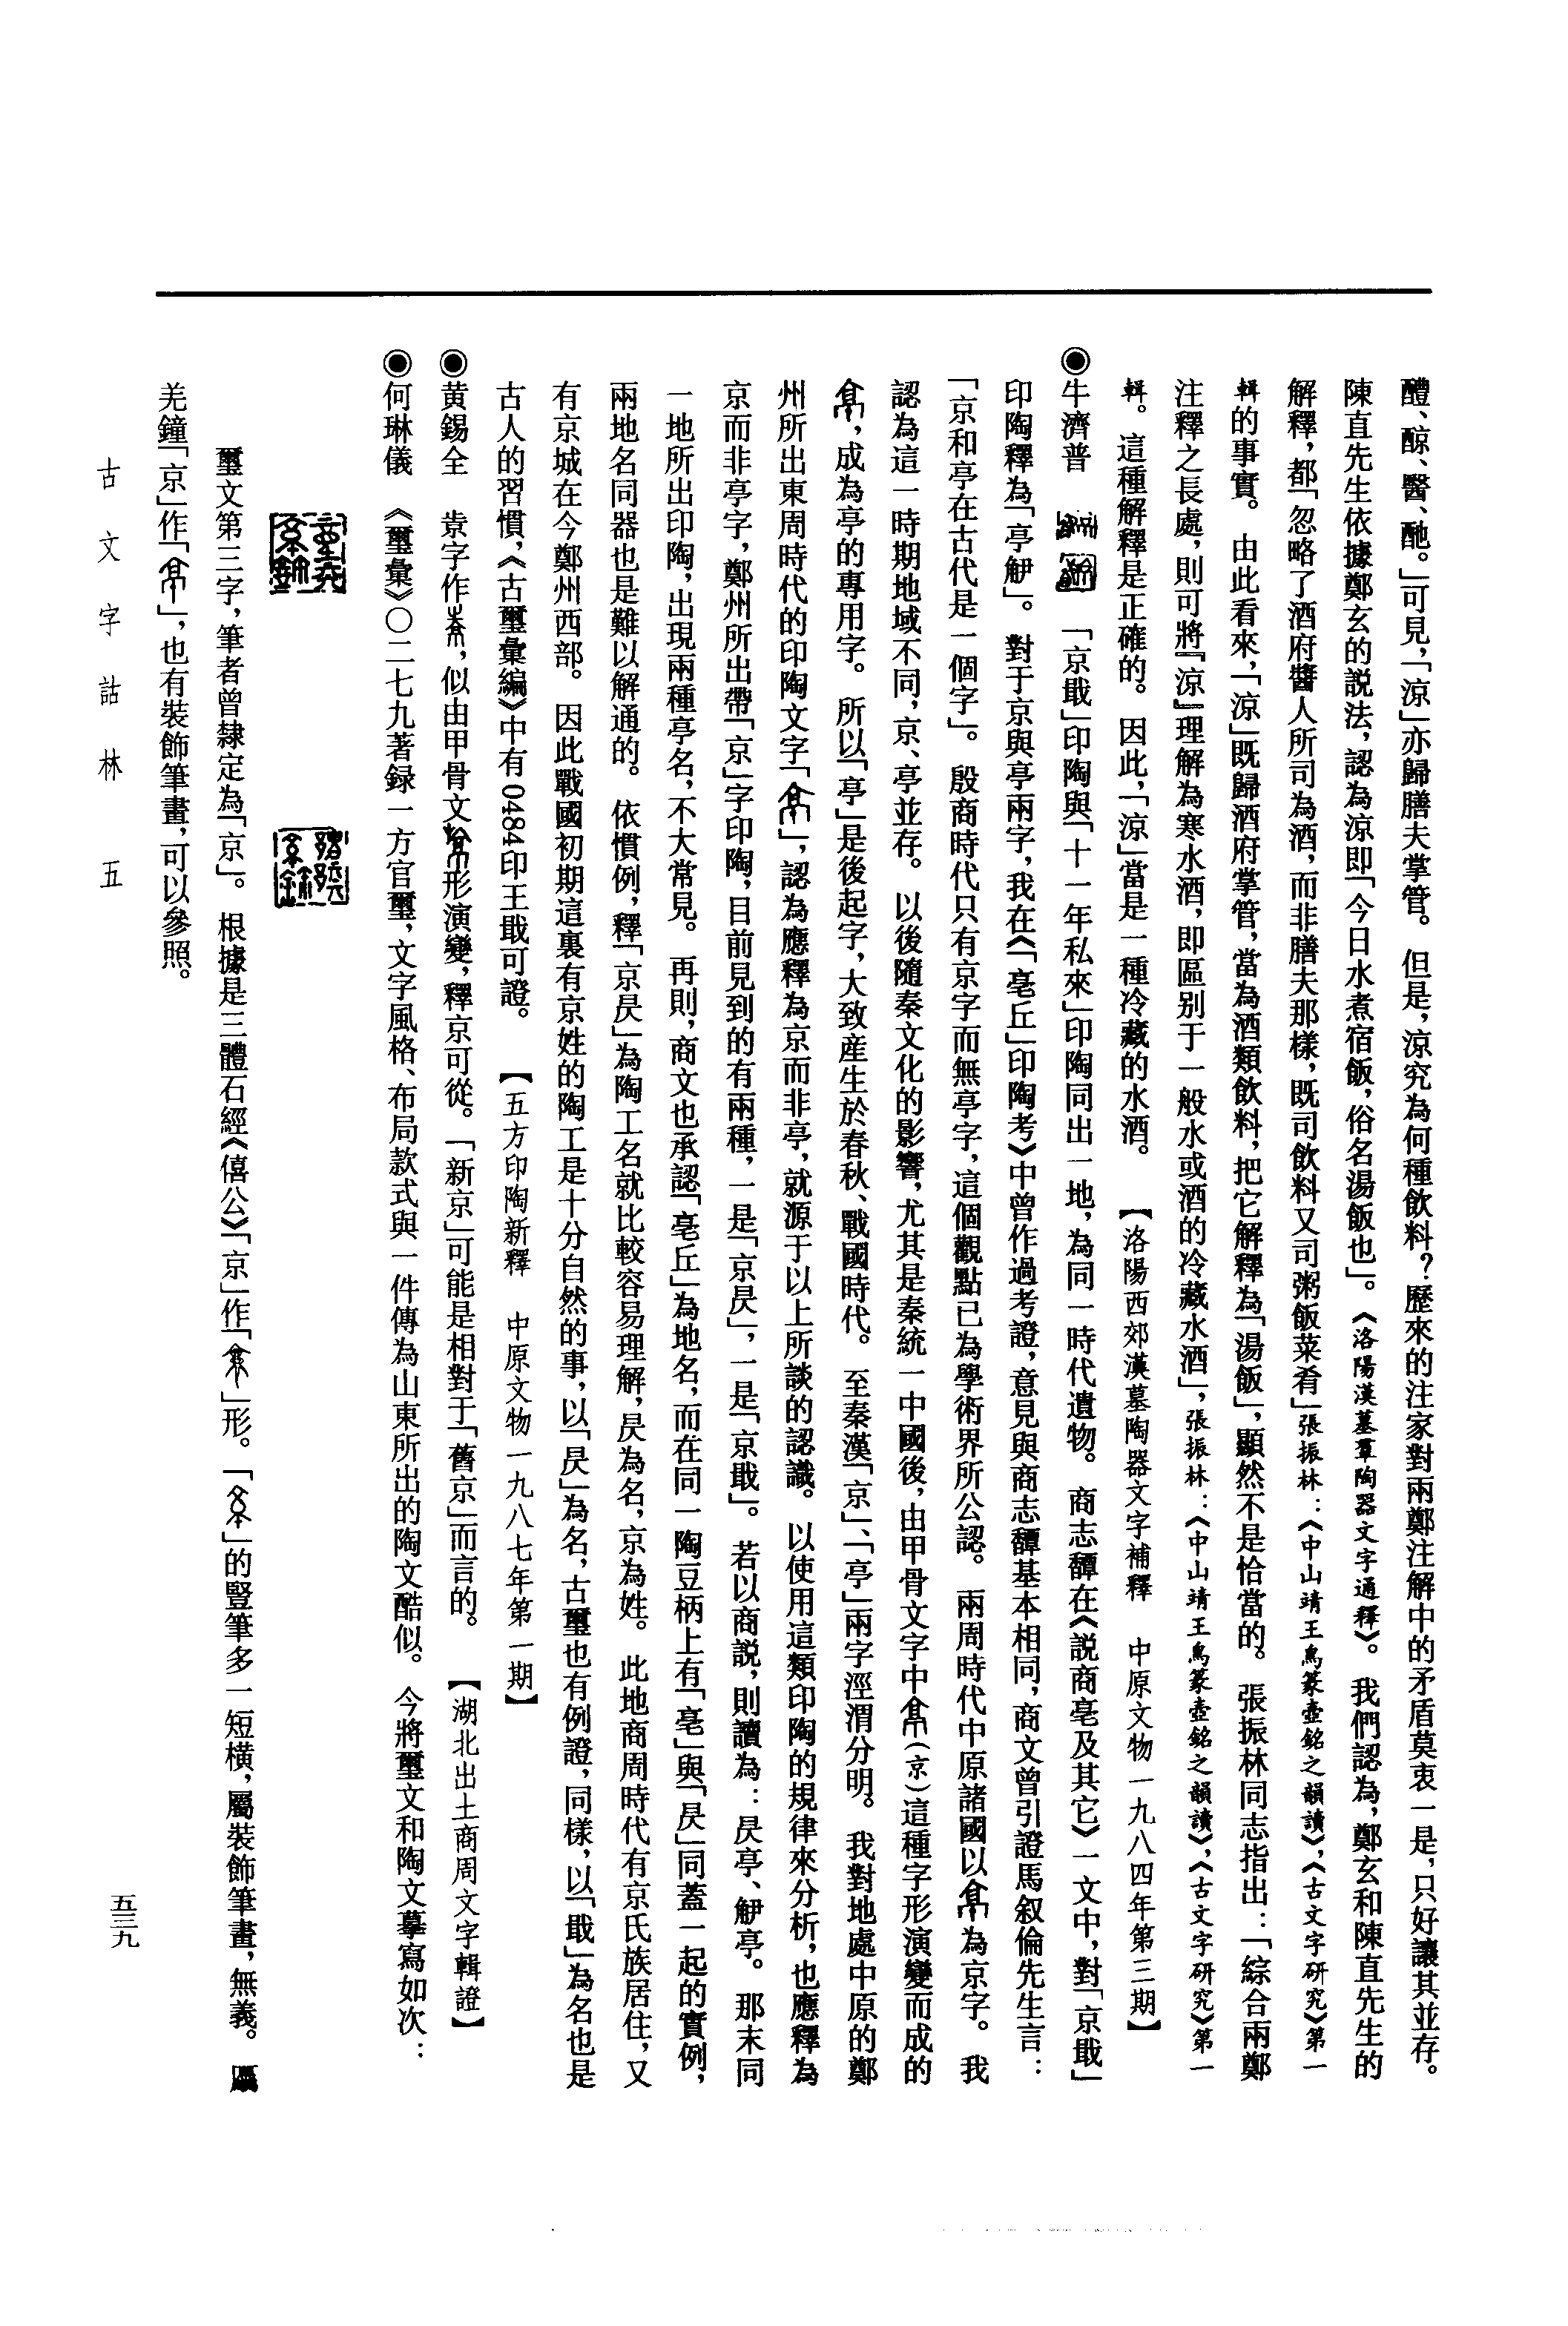 醴、醇、醫、酏。」可見,「涼」亦歸膳夫掌管。但是,涼究為何種飲料?歷來的注家對兩鄭注解中的矛盾莫衷一是,只好讓其並存。
陳直先生依據鄭玄的説法,認為涼即「今日水煮宿飯,俗名湯飯也」。《洛陽漢墓羣陶器文字通釋》。我們認為,鄭玄和陳直先生的
解釋,都「忽略了酒府醬人所司為酒,而非膳夫那樣,既司飲料又司粥飯菜肴」張振林:《中山靖王鳥篆壺銘之韻讀》,《古文字研究》第一
輯的事實。由此看來,「涼」既歸酒府掌管,當為酒類飲料,把它解釋為「湯飯」,顯然不是恰當的。張振林同志指出:「綜合兩鄭
注釋之長處,則可將『涼』理解為寒水酒,即區别于一般水或酒的冷藏水酒」,張振林:《中山靖王鳥篆壺銘之韻讀》,《古文字研究》第一
輯。這種解釋是正確的。因此,「涼」當是一種冷藏的水酒。【洛陽西郊漢墓陶器文字補釋 中原文物一九八四年第三期】
◉牛濟普 「京戢」印陶與「十一年私來」印陶同出一地,為同一時代遺物。商志𩡝在《説商亳及其它》一文中,對「京戢」
印陶釋為「亭䚻」。對于京與亭兩字,我在《「亳丘」印陶考》中曾作過考證,意見與商志𩡝基本相同,商文曾引證馬叙倫先生言:
「京和亭在古代是一個字」。殷商時代只有京字而無亭字,這個觀點已為學術界所公認。兩周時代中原諸國以為京字。我
認為這一時期地域不同,京、亭並存。以後隨秦文化的影響,尤其是秦統一中國後,由甲骨文字中(京)這種字形演變而成的
,成為亭的專用字。所以「亭」是後起字,大致産生於春秋、戰國時代。至秦漢「京」、「亭」兩字涇渭分明。我對地處中原的鄭
州所出東周時代的印陶文字「」,認為應釋為京而非亭,就源于以上所談的認識。以使用這類印陶的規律來分析,也應釋為
京而非亭字,鄭州所出帶「京」字印陶,目前見到的有兩種,一是「京昃」,一是「京戢」。若以商説,則讀為:昃亭、䚻亭。那末同
一地所出印陶,出現兩種亭名,不大常見。再則,商文也承認「亳丘」為地名,而在同一陶豆柄上有「亳」與「昃」同蓋一起的實例,
兩地名同器也是難以解通的。依慣例,釋「京昃」為陶工名就比較容易理解,昃為名,京為姓。此地商周時代有京氏族居住,又
有京城在今鄭州西部。因此戰國初期這裏有京姓的陶工是十分自然的事,以「昃」為名,古璽也有例證,同樣,以「戢」為名也是
古人的習慣,《古璽彙編》中有0484印王戢可證。【五方印陶新釋 中原文物一九八七年第一期】
◉黄錫全 字作,似由甲骨文形演變,釋京可從。「新京」可能是相對于「舊京」而言的。【湖北出土商周文字輯證】
◉何琳儀 《璽彙》〇二七九著録一方官璽,文字風格、布局款式與一件傳為山東所出的陶文酷似。今將璽文和陶文摹寫如次:
璽文第三字,筆者曾隸定為「京」。根據是三體石經《僖公》「京」作「」形。「」的豎筆多一短横,屬裝飾筆畫,無義。
羌鐘「京」作「」,也有裝飾筆畫,可以參照。
古文字詁林 五
五三九